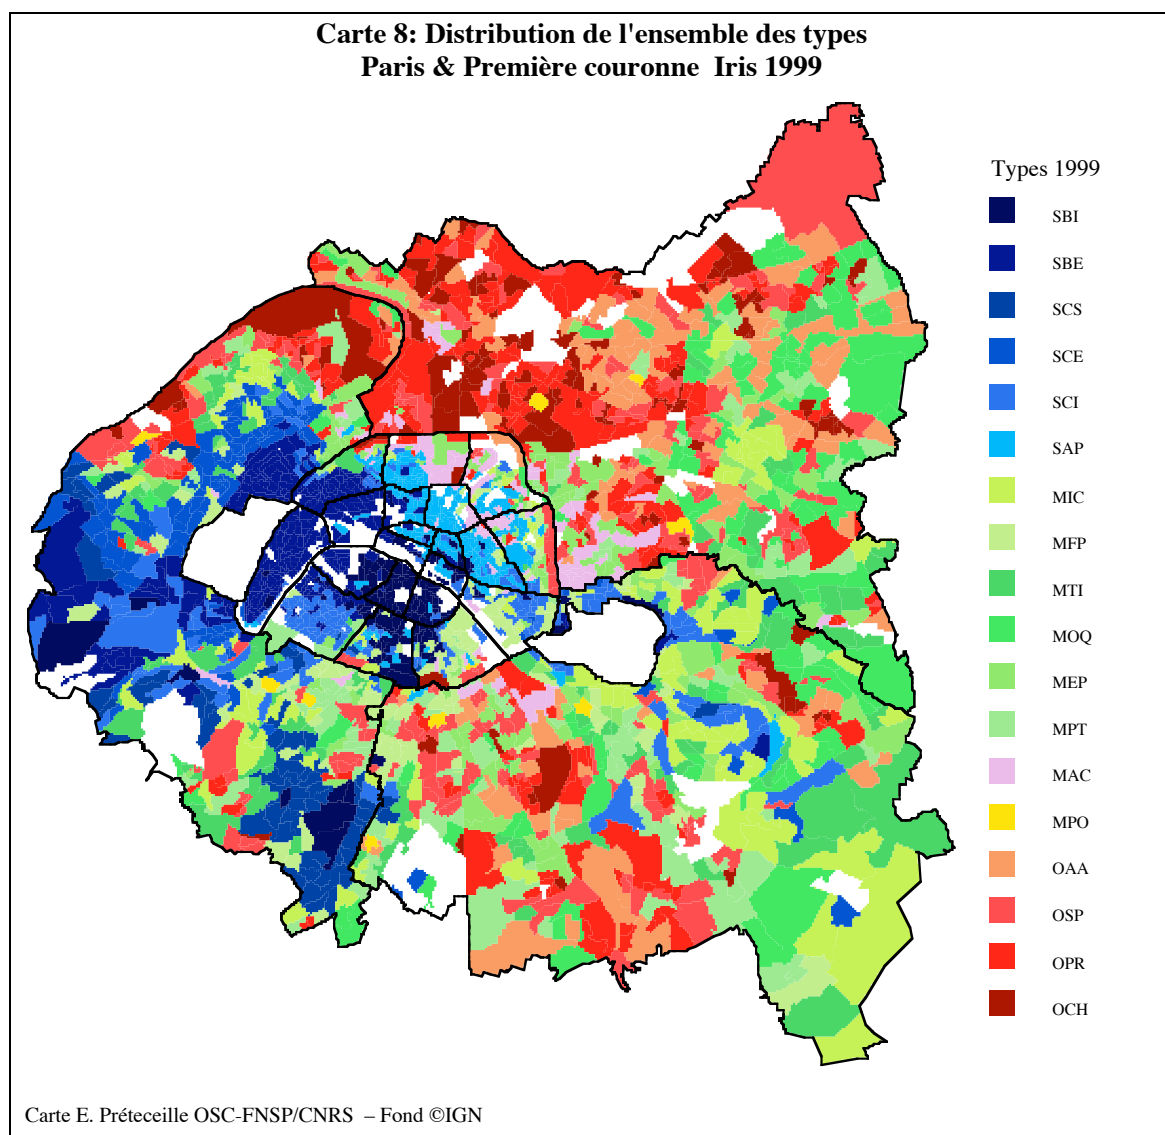 Carte 8: Distribution de l'ensemble des types
Paris & Première couronne Iris 1999
Types 1999
SBI
SBE
SCS
SCE
SCI
SAP
MIC
MFP
MTI
MOQ
MEP
MPT
MAC
MPO
OAA
OSP
OPR
OCH
Carte E. Préteceille OSC-FNSP/CNRS – Fond ©IGN